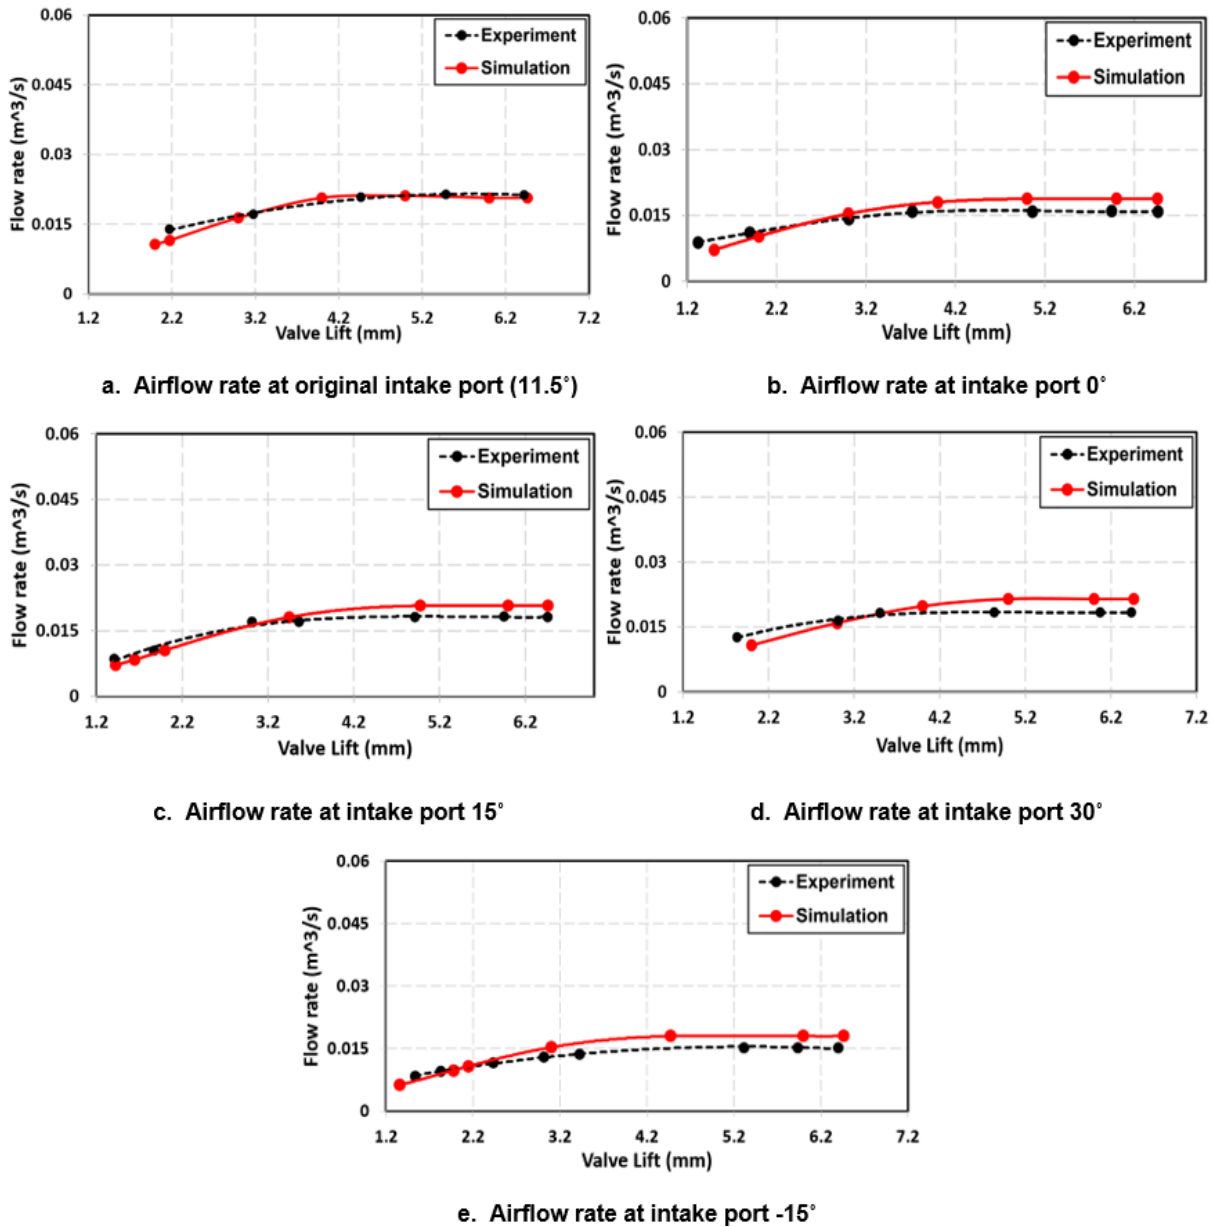 0.06
0.045
0.03
0.015
0
Flow rate (m^3/s)
Experiment
Simulation
1.2 2.2 3.2 4.2 5.2 6.2 7.2
Valve Lift (mm)
a. Airflow rate at original intake port (11.5˚)
0.06
0.045
0.03
0.015
0
Flow rate (m^3/s)
Experiment
Simulation
1.2 2.2 3.2 4.2 5.2 6.2
Valve Lift (mm)
b. Airflow rate at intake port 0˚
0.06
0.045
0.03
0.015
0
Flow rate (m^3/s)
Experiment
Simulation
1.2 2.2 3.2 4.2 5.2 6.2
Valve Lift (mm)
c. Airflow rate at intake port 15˚
0.06
0.045
0.03
0.015
0
Flow rate (m^3/s)
Experiment
Simulation
1.2 2.2 3.2 4.2 5.2 6.2 7.2
Valve Lift (mm)
d. Airflow rate at intake port 30˚
0.06
0.045
0.03
0.015
0
Flow rate (m^3/s)
Experiment
Simulation
1.2 2.2 3.2 4.2 5.2 6.2 7.2
Valve Lift (mm)
e. Airflow rate at intake port -15˚